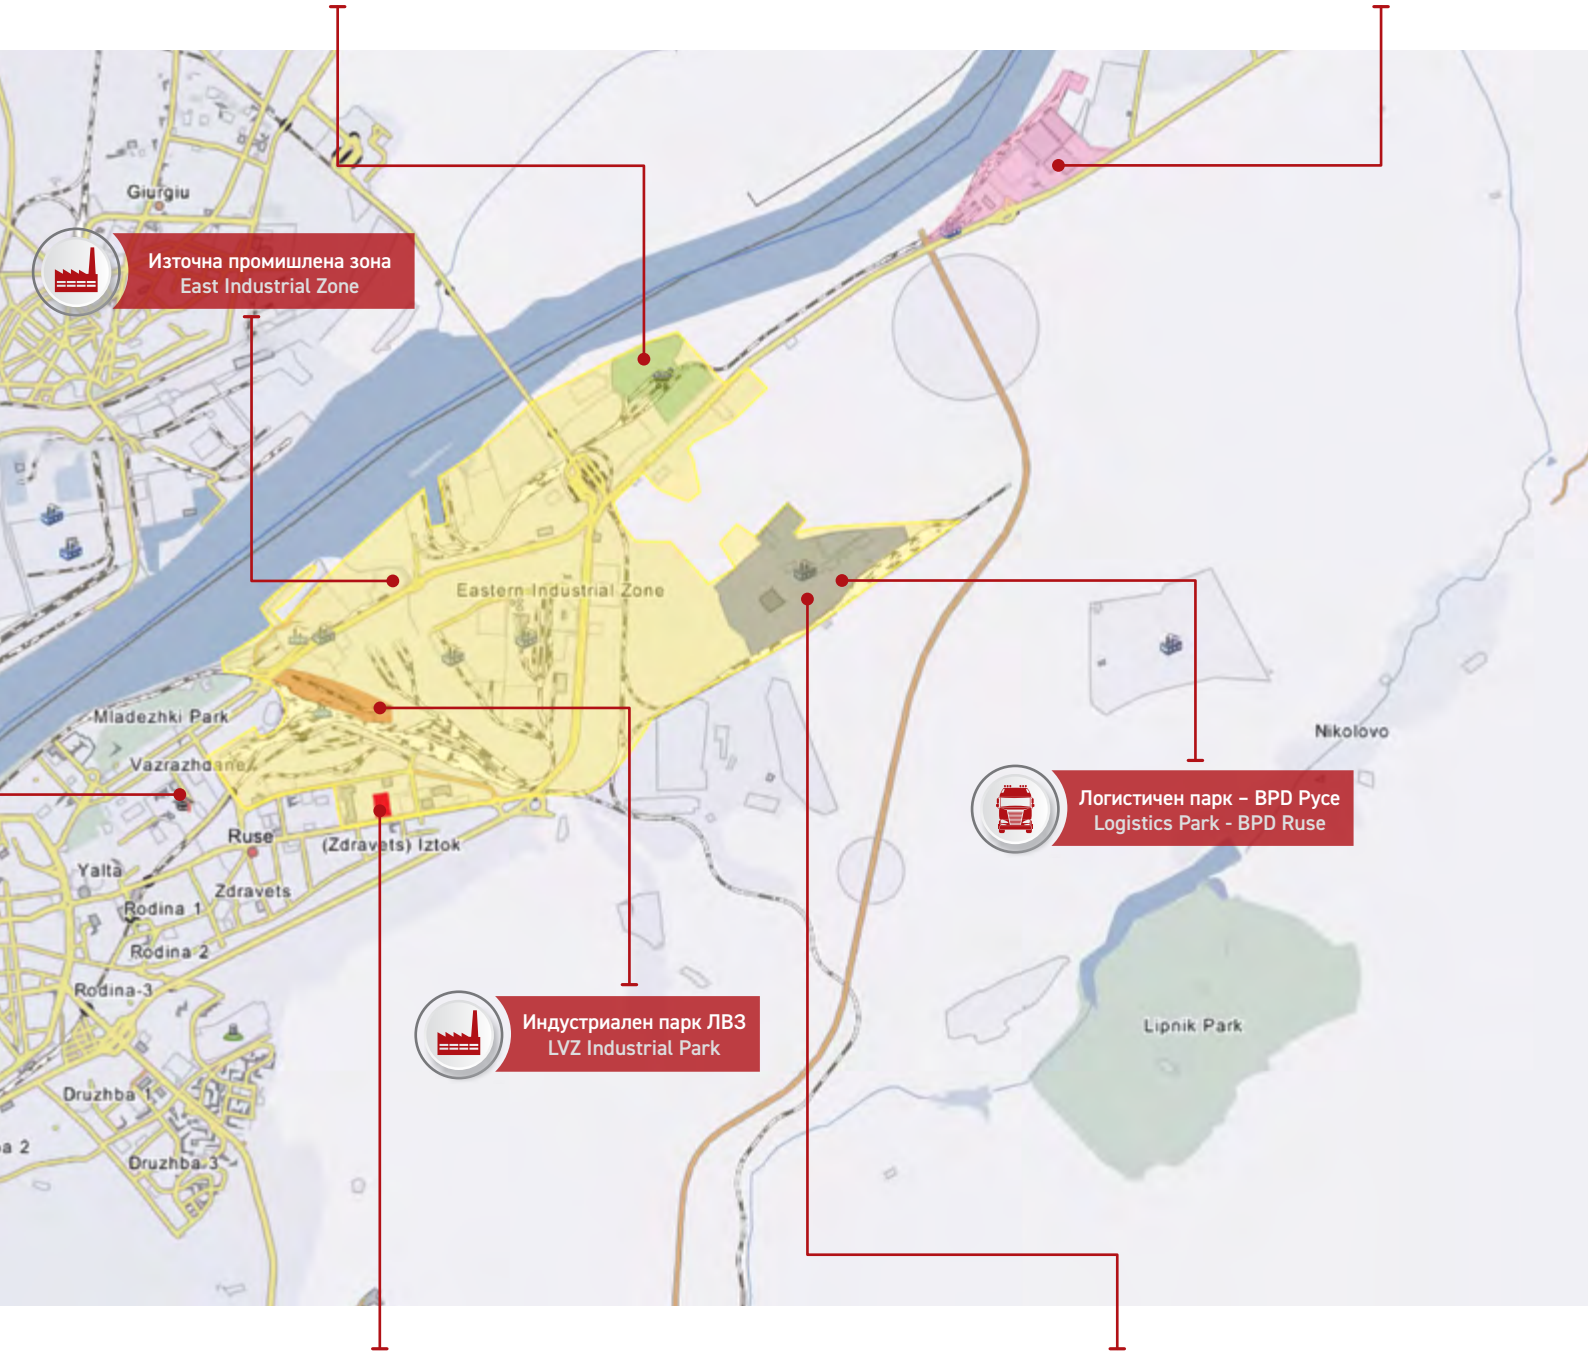 Giurgiu
Източна промишлена зона
East Industrial Zone
Eastern Industrial Zone
Mladezhki Park
Vazrazhdane
Nikolovo
Логистичен парк – BPD Русе
Logistics Park - BPD Ruse
Ruse
(Zdravets) Iztok
Yalta
Zdravets
Rodina 1
Rodina 2
Rodina-3
Индустриален парк ЛВЗ
LVZ Industrial Park
Lipnik Park
Druzhba 1
a 2
Druzhba-3